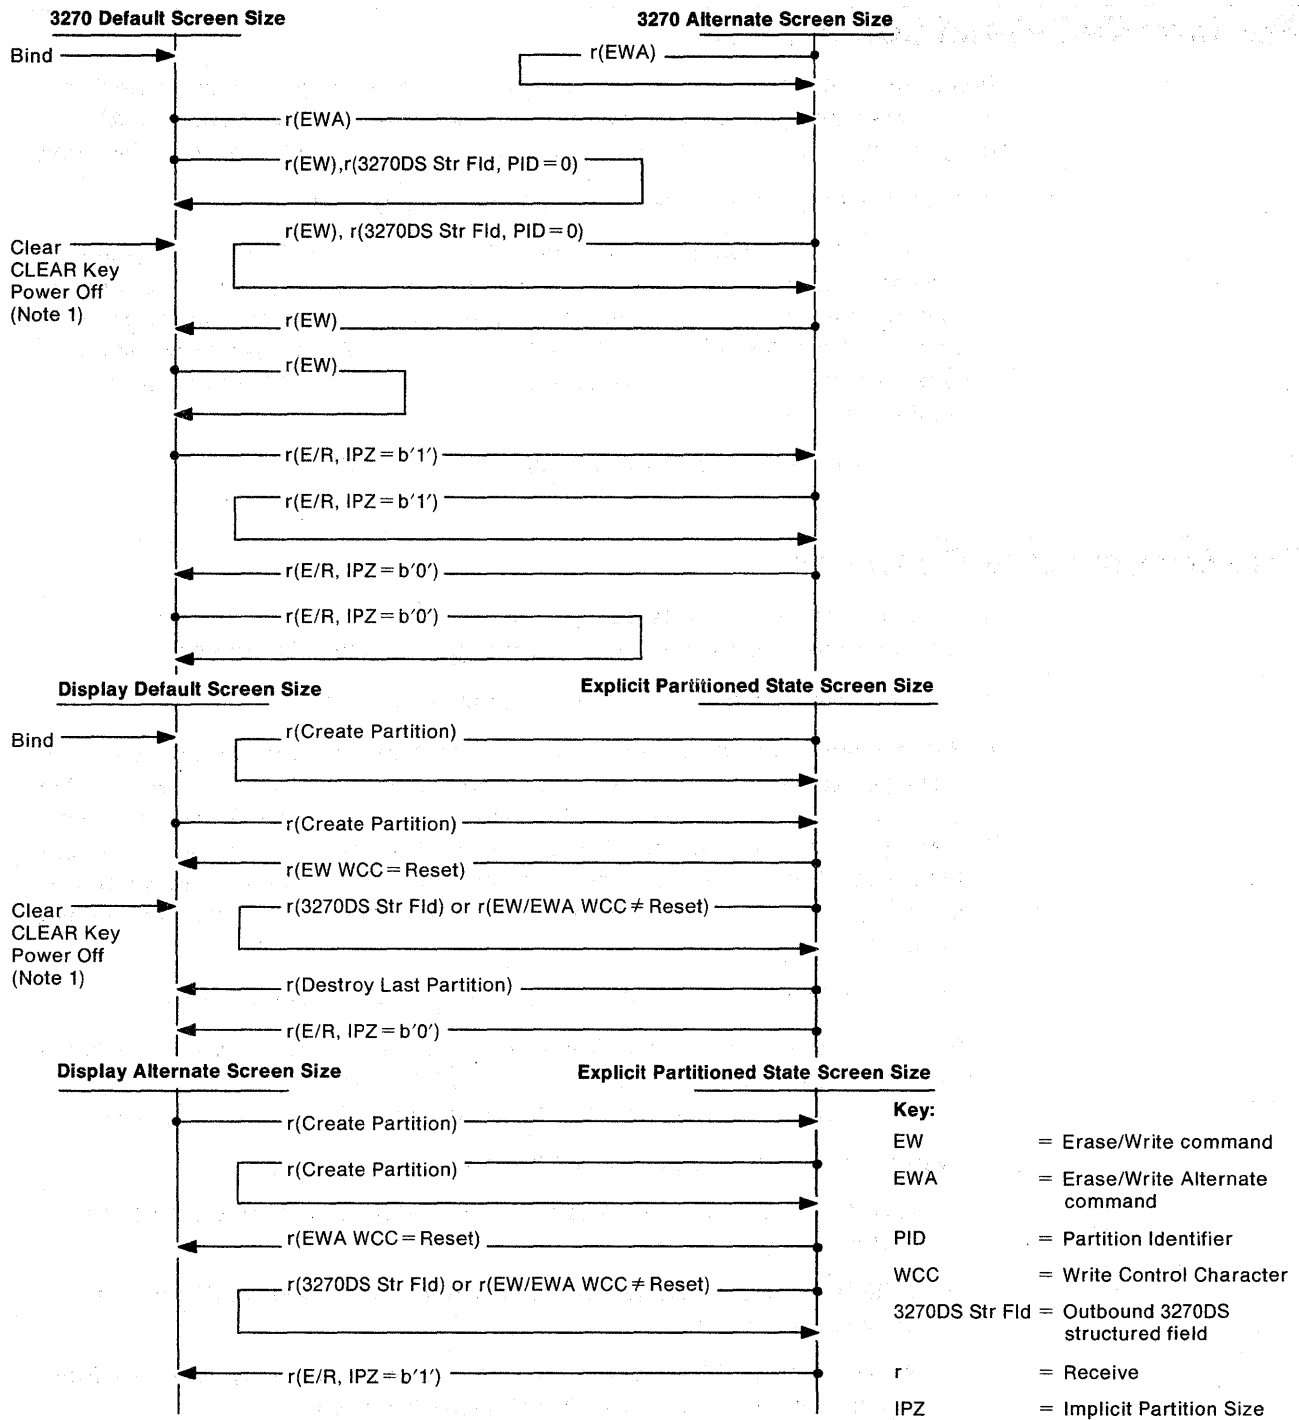 3270 Default Screen Size
3270 Alternate Screen Size
Bind
r(EWA)
r(EWA)
r(EW),r(3270DS Str Fld, PID=0)
r(EW), r(3270DS Str Fld, PID=0)
Clear
CLEAR Key
Power Off
(Note 1)
r(EW)
r(EW)
r(E/R, IPZ=b'1')
r(E/R, IPZ=b'1')
r(E/R, IPZ=b'0')
r(E/R, IPZ=b'0')
Display Default Screen Size
Explicit Partitioned State Screen Size
Bind
r(Create Partition)
r(Create Partition)
r(EW WCC=Reset)
r(3270DS Str Fld) or r(EW/EWA WCC≠Reset)
Clear
CLEAR Key
Power Off
(Note 1)
r(Destroy Last Partition)
r(E/R, IPZ=b'0')
Display Alternate Screen Size
Explicit Partitioned State Screen Size
r(Create Partition)
r(Create Partition)
r(EWA WCC=Reset)
r(3270DS Str Fld) or r(EW/EWA WCC≠Reset)
r(E/R, IPZ=b'1')
Key:
EW = Erase/Write command
EWA = Erase/Write Alternate
command
PID = Partition Identifier
WCC = Write Control Character
3270DS Str Fld = Outbound 3270DS
structured field
r = Receive
IPZ = Implicit Partition Size